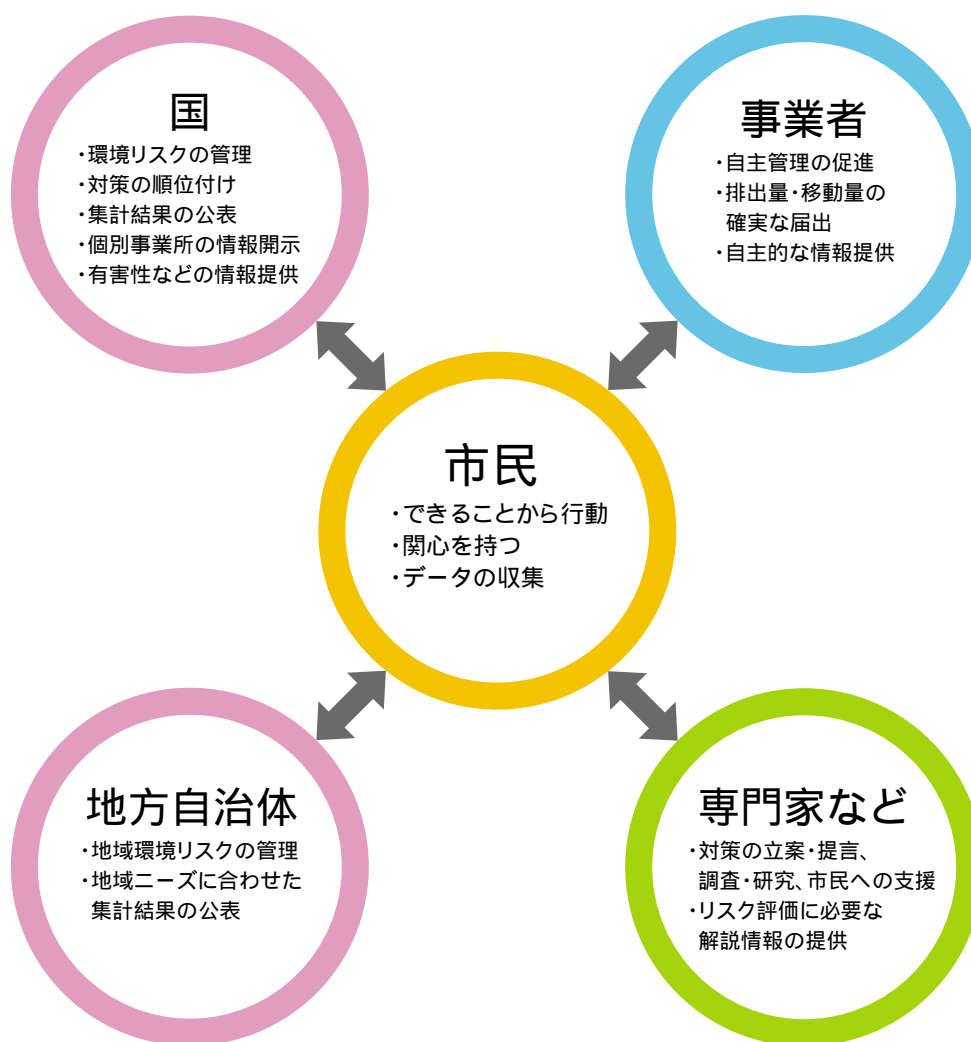 国
・環境リスクの管理
・対策の順位付け
・集計結果の公表
・個別事業所の情報開示
・有害性などの情報提供
事業者
・自主管理の促進
・排出量・移動量の
確実な届出
・自主的な情報提供
市民
・できることから行動
・関心を持つ
・データの収集
地方自治体
・地域環境リスクの管理
・地域ニーズに合わせた
集計結果の公表
専門家など
・対策の立案・提言、
調査・研究、市民への支援
・リスク評価に必要な
解説情報の提供